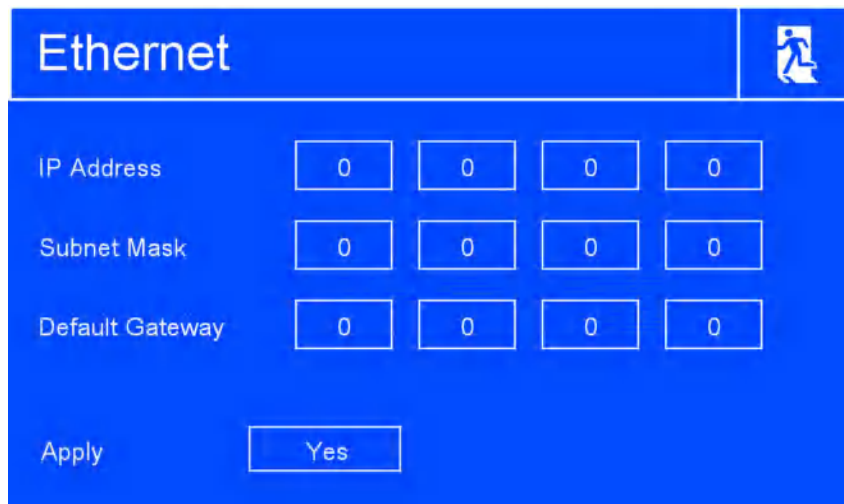 Ethernet
IP Address 0 0 0 0
Subnet Mask 0 0 0 0
Default Gateway 0 0 0 0
Apply Yes